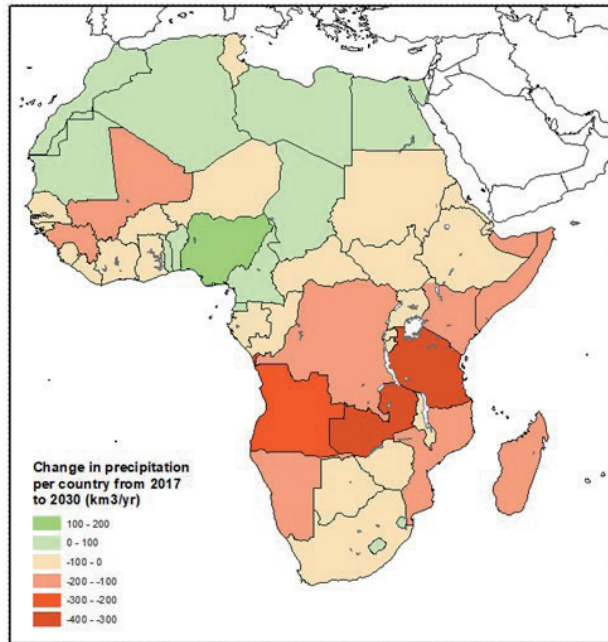 Change in precipitation
per country from 2017
to 2030 (km3/yr)
100 - 200
0 - 100
-100 - 0
-200 - -100
-300 - -200
-400 - -300